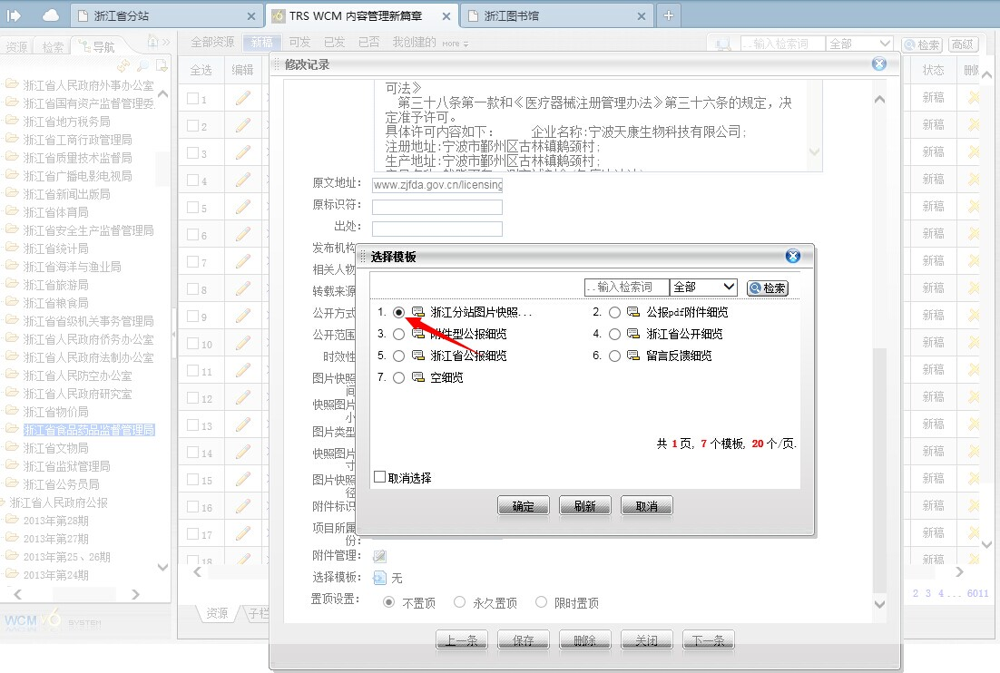 浙江省分站
TRS WCM 内容管理新篇章
浙江图书馆
资源 检索 导航
全部资源 新稿 可发 已发 已否 我创建的 more
..输入检索词 全部 检索 高级
全选 编辑 状态 删
浙江省人民政府外事办公室
浙江省国有资产监督管理委.
浙江省地方税务局
浙江省工商行政管理局
浙江省质量技术监督局
浙江省广播电影电视局
浙江省新闻出版局
浙江省体育局
浙江省安全生产监督管理局
浙江省统计局
浙江省海洋与渔业局
浙江省旅游局
浙江省粮食局
浙江省省级机关事务管理局
浙江省人民政府侨务办公室
浙江省人民政府法制办公室
浙江省人民防空办公室
浙江省人民政府研究室
浙江省物价局
浙江省食品药品监督管理局
浙江省文物局
浙江省监狱管理局
浙江省公务员局
浙江省人民政府公报
2013年第28期
2013年第27期
2013年第25、26期
2013年第24期
WCM V6 SYSTEM
1 新稿
2 新稿
3 新稿
4 新稿
5 新稿
6 新稿
7 新稿
8 新稿
9 新稿
10 新稿
11 新稿
12 新稿
13 新稿
14 新稿
15 新稿
16 新稿
17 新稿
18 新稿
资源 子栏
2 3 4 ... 6011
修改记录
可法》
第三十八条第一款和《医疗器械注册管理办法》第三十六条的规定，决
定准予许可。
具体许可内容如下： 企业名称:宁波天康生物科技有限公司;
注册地址:宁波市鄞州区古林镇鹅颈村;
生产地址:宁波市鄞州区古林镇鹅颈村;
原文地址: www.zjfda.gov.cn/licensing
原标识符:
出处:
发布机构
相关人物
转载来源
公开方式
公开范围
时效性
图片快照
间
快照图片
小
图片类型
快照图片
寸
图片快照
径
附件标识
项目所属
份:
附件管理:
选择模板: 无
置顶设置: 不置顶 永久置顶 限时置顶
上一条 保存 删除 关闭 下一条
选择模板
..输入检索词 全部 检索
1. 浙江分站图片快照... 2. 公报pdf附件细览
3. 附件型公报细览 4. 浙江省公开细览
5. 浙江省公报细览 6. 留言反馈细览
7. 空细览
共 1 页, 7 个模板, 20 个/页.
取消选择
确定 刷新 取消